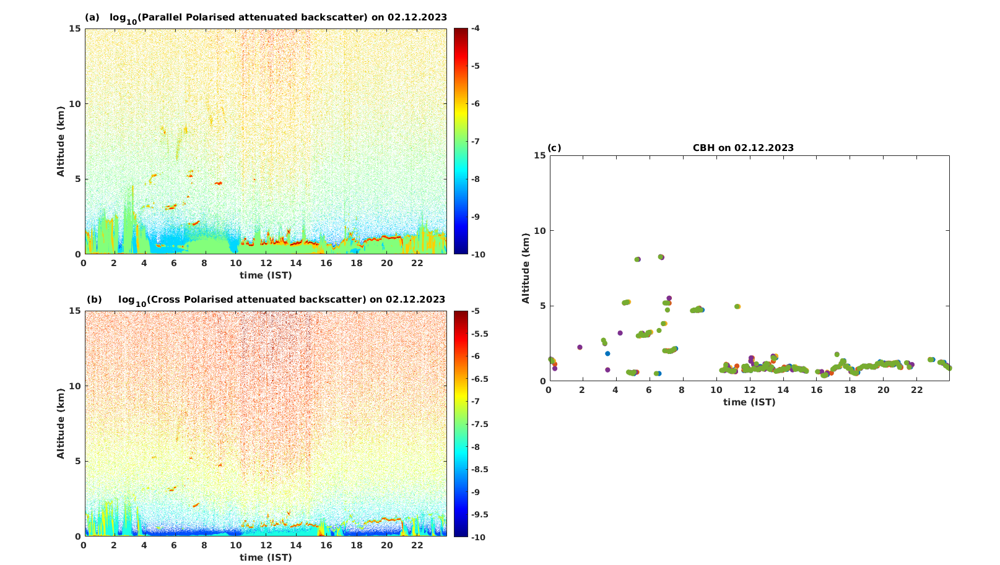 (a) log10(Parallel Polarised attenuated backscatter) on 02.12.2023
15
10
5
0
Altitude (km)
0 2 4 6 8 10 12 14 16 18 20 22
time (IST)
-4
-5
-6
-7
-8
-9
-10
(b) log10(Cross Polarised attenuated backscatter) on 02.12.2023
15
10
5
0
Altitude (km)
0 2 4 6 8 10 12 14 16 18 20 22
time (IST)
-5
-5.5
-6
-6.5
-7
-7.5
-8
-8.5
-9
-9.5
-10
(c) CBH on 02.12.2023
15
10
5
0
Altitude (km)
0 2 4 6 8 10 12 14 16 18 20 22
time (IST)